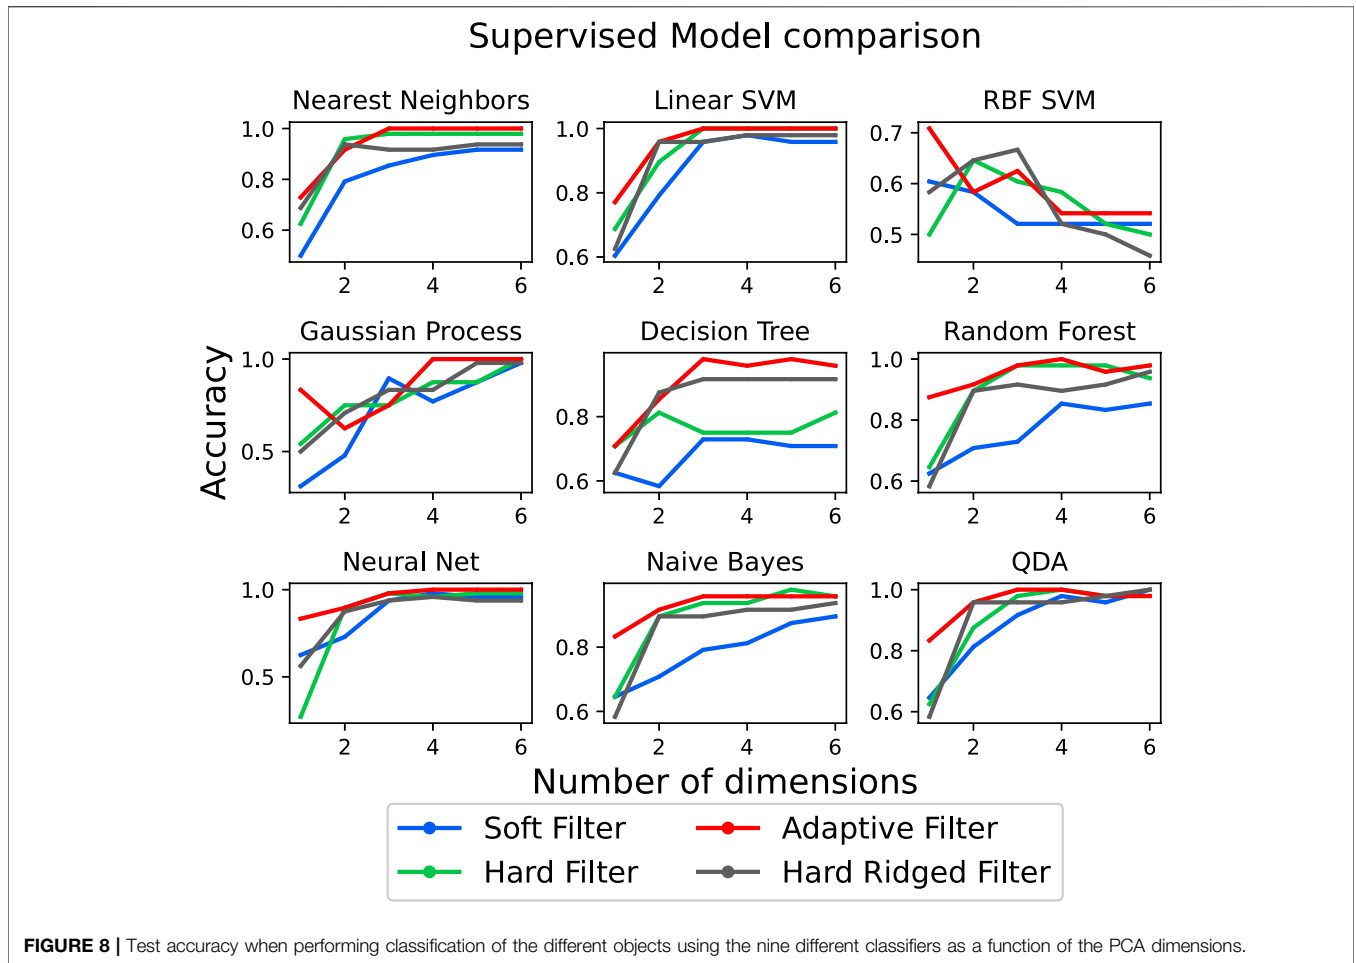 Supervised Model comparison
Nearest Neighbors
Linear SVM
RBF SVM
1.0
0.8
0.6
2 4 6
1.0
0.8
0.6
2 4 6
0.7
0.6
0.5
2 4 6
Accuracy
Gaussian Process
Decision Tree
Random Forest
1.0
0.5
2 4 6
0.8
0.6
2 4 6
1.0
0.8
0.6
2 4 6
Neural Net
Naive Bayes
QDA
1.0
0.5
2 4 6
0.8
0.6
2 4 6
1.0
0.8
0.6
2 4 6
Number of dimensions
Soft Filter
Adaptive Filter
Hard Filter
Hard Ridged Filter
FIGURE 8 | Test accuracy when performing classification of the different objects using the nine different classifiers as a function of the PCA dimensions.